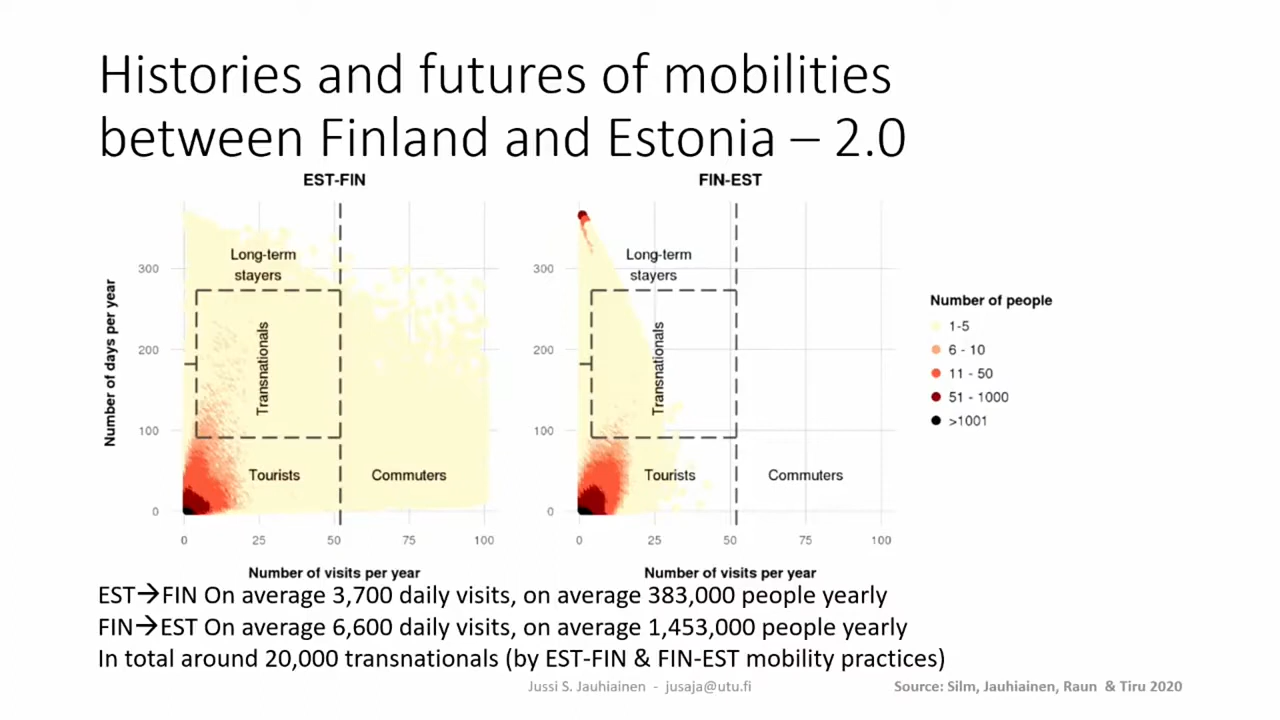 Histories and futures of mobilities
between Finland and Estonia – 2.0
EST-FIN
Number of days per year
300
200
100
0
Long-term
stayers
Transnationals
Tourists
Commuters
0 25 50 75 100
Number of visits per year
FIN-EST
300
200
100
0
Long-term
stayers
Transnationals
Tourists
Commuters
0 25 50 75 100
Number of visits per year
Number of people
1-5
6 - 10
11 - 50
51 - 1000
>1001
EST→FIN On average 3,700 daily visits, on average 383,000 people yearly
FIN→EST On average 6,600 daily visits, on average 1,453,000 people yearly
In total around 20,000 transnationals (by EST-FIN & FIN-EST mobility practices)
Jussi S. Jauhiainen - jusaja@utu.fi
Source: Silm, Jauhiainen, Raun & Tiru 2020